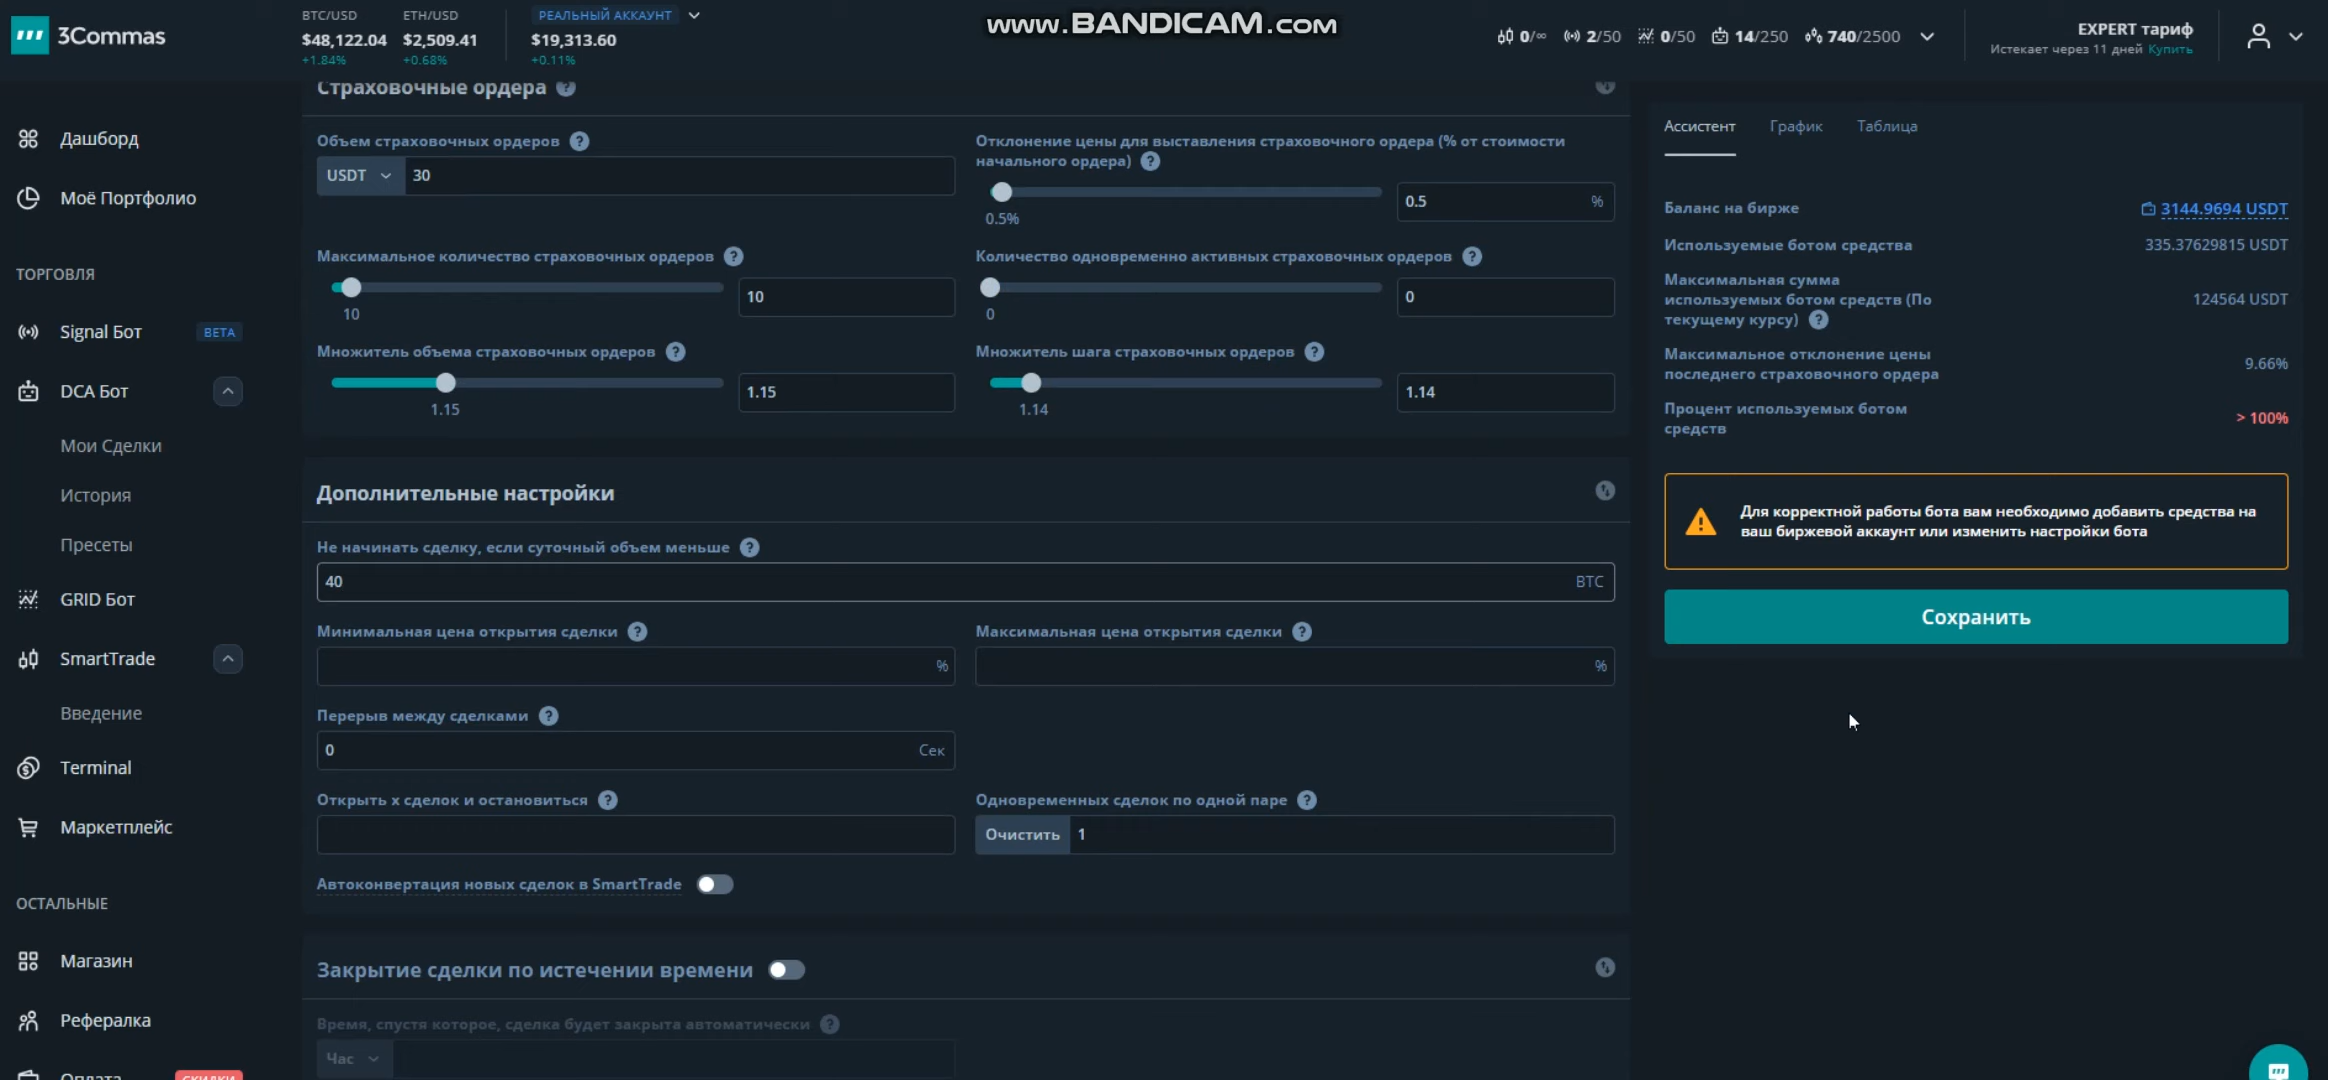 3Commas
BTC/USD
$48,122.04
+1.84%
ETH/USD
$2,509.41
+0.68%
РЕАЛЬНЫЙ АККАУНТ
$19,313.60
+0.11%
www.BANDICAM.com
0/∞ 2/50 0/50 14/250 740/2500
EXPERT тариф
Истекает через 11 дней Купить
Дашборд
Моё Портфолио
ТОРГОВЛЯ
Signal Бот BETA
DCA Бот
Мои Сделки
История
Пресеты
GRID Бот
SmartTrade
Введение
Terminal
Маркетплейс
ОСТАЛЬНЫЕ
Магазин
Рефералка
Оплата СКИДКИ
Страховочные ордера ?
Объем страховочных ордеров ?
USDT 30
Отклонение цены для выставления страховочного ордера (% от стоимости
начального ордера) ?
0.5%
0.5 %
Максимальное количество страховочных ордеров ?
10
10
Количество одновременно активных страховочных ордеров ?
0
0
Множитель объема страховочных ордеров ?
1.15
1.15
Множитель шага страховочных ордеров ?
1.14
1.14
Дополнительные настройки
Не начинать сделку, если суточный объем меньше ?
40 BTC
Минимальная цена открытия сделки ?
%
Максимальная цена открытия сделки ?
%
Перерыв между сделками ?
0 Сек
Открыть x сделок и остановиться ?
Одновременных сделок по одной паре ?
Очистить 1
Автоконвертация новых сделок в SmartTrade
Закрытие сделки по истечении времени
Время, спустя которое, сделка будет закрыта автоматически ?
Час
Ассистент График Таблица
Баланс на бирже 3144.9694 USDT
Используемые ботом средства 335.37629815 USDT
Максимальная сумма
используемых ботом средств (По
текущему курсу) ? 124564 USDT
Максимальное отклонение цены
последнего страховочного ордера 9.66%
Процент используемых ботом
средств > 100%
Для корректной работы бота вам необходимо добавить средства на
ваш биржевой аккаунт или изменить настройки бота
Сохранить